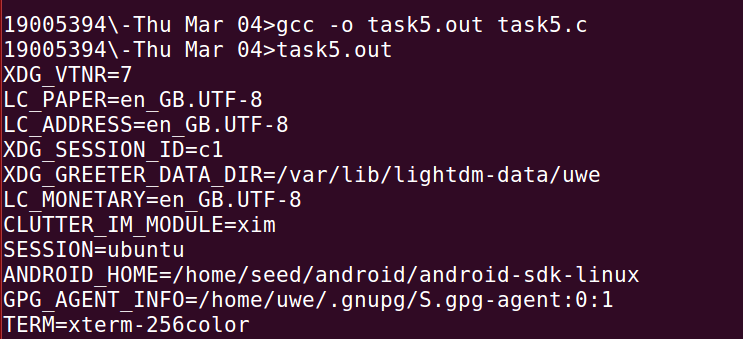 19005394\-Thu Mar 04>gcc -o task5.out task5.c
19005394\-Thu Mar 04>task5.out
XDG_VTNR=7
LC_PAPER=en_GB.UTF-8
LC_ADDRESS=en_GB.UTF-8
XDG_SESSION_ID=c1
XDG_GREETER_DATA_DIR=/var/lib/lightdm-data/uwe
LC_MONETARY=en_GB.UTF-8
CLUTTER_IM_MODULE=xim
SESSION=ubuntu
ANDROID_HOME=/home/seed/android/android-sdk-linux
GPG_AGENT_INFO=/home/uwe/.gnupg/S.gpg-agent:0:1
TERM=xterm-256color